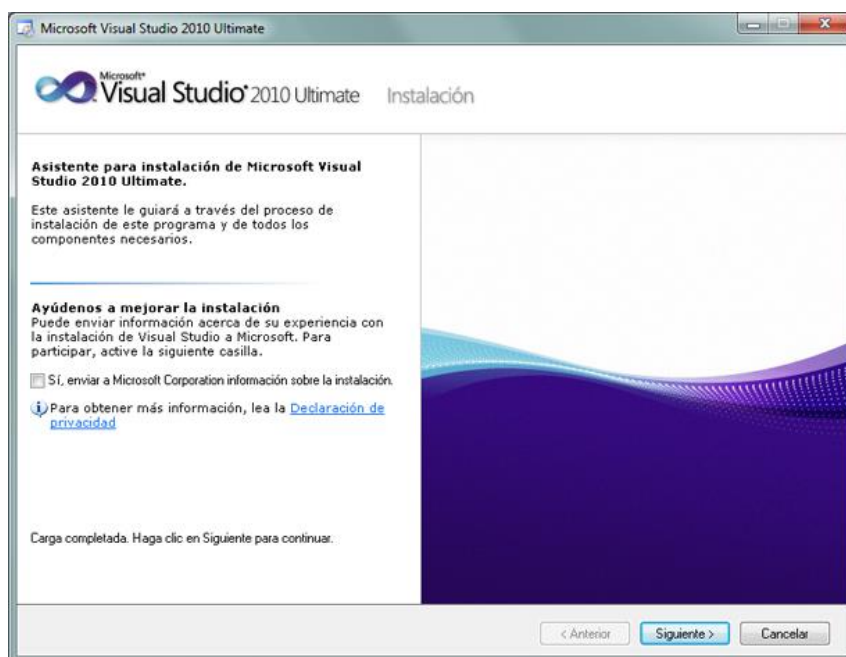 Microsoft Visual Studio 2010 Ultimate
Microsoft®
Visual Studio® 2010 Ultimate Instalación
Asistente para instalación de Microsoft Visual
Studio 2010 Ultimate.
Este asistente le guiará a través del proceso de
instalación de este programa y de todos los
componentes necesarios.
Ayúdenos a mejorar la instalación
Puede enviar información acerca de su experiencia con
la instalación de Visual Studio a Microsoft. Para
participar, active la siguiente casilla.
Sí, enviar a Microsoft Corporation información sobre la instalación.
Para obtener más información, lea la Declaración de
privacidad
Carga completada. Haga clic en Siguiente para continuar.
< Anterior Siguiente > Cancelar